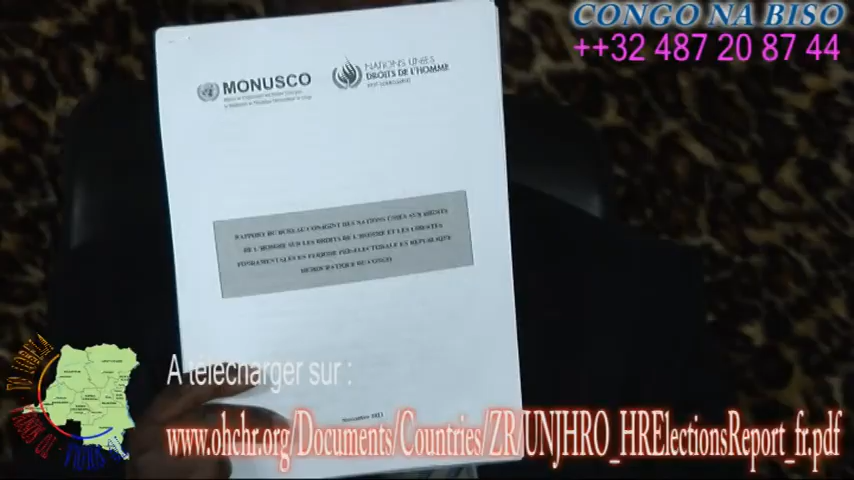 CONGO NA BISO
++32 487 20 87 44
MONUSCO
NATIONS UNIES
DROITS DE L'HOMME
RAPPORT DU BUREAU CONJOINT DES NATIONS UNIES AUX DROITS
DE L'HOMME SUR LES DROITS DE L'HOMME ET LES LIBERTES
FONDAMENTALES EN PERIODE PRE-ELECTORALE EN REPUBLIQUE
DEMOCRATIQUE DU CONGO
A télécharger sur :
Novembre 2011
www.ohchr.org/Documents/Countries/ZR/UNJHRO_HRElectionsReport_fr.pdf